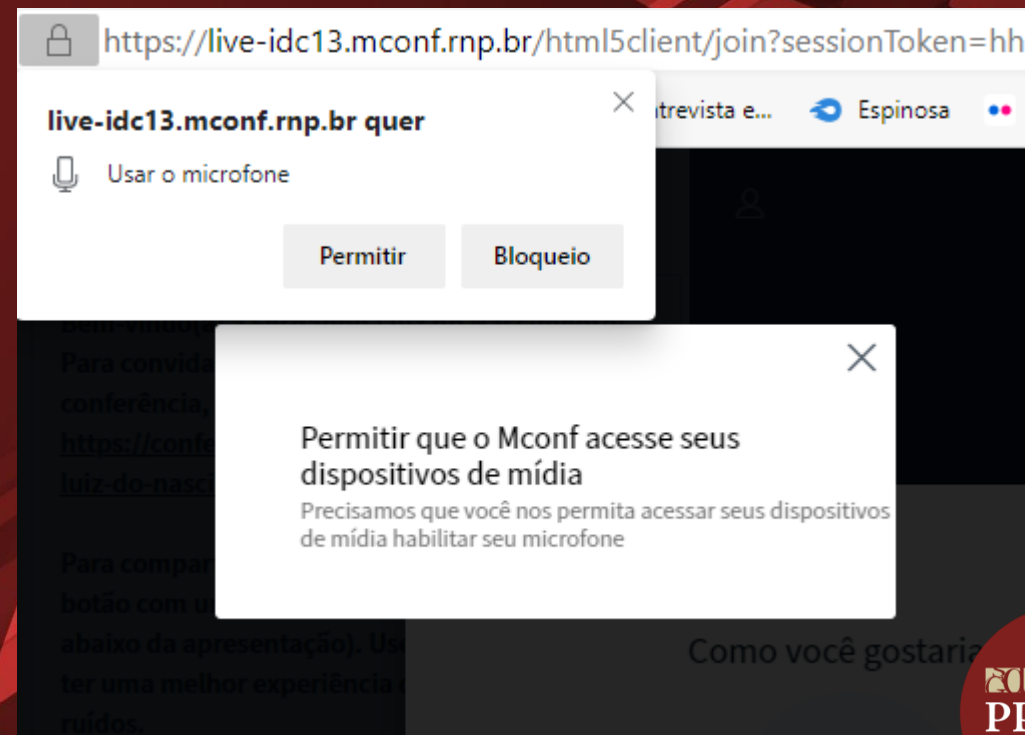 https://live-idc13.mconf.rnp.br/html5client/join?sessionToken=hh
live-idc13.mconf.rnp.br quer
trevista e...
Espinosa
Usar o microfone
Permitir
Bloqueio
Para convida
conferência,
https://confe
luiz-do-nasci
Permitir que o Mconf acesse seus
dispositivos de mídia
Precisamos que você nos permita acessar seus dispositivos
de mídia habilitar seu microfone
Para compar
botão com u
abaixo da apresentação). Us
ter uma melhor experiência
ruídos.
Como você gostaria